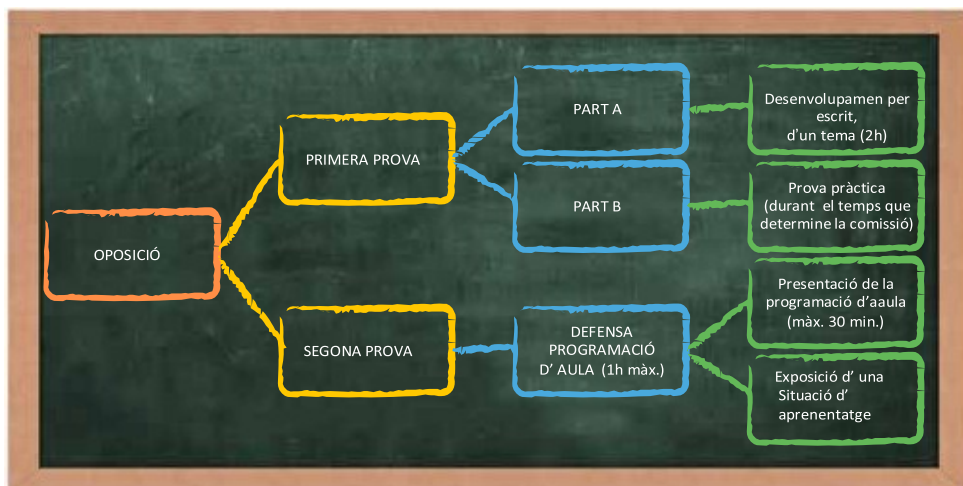 OPOSICIÓ
PRIMERA PROVA
PART A
Desenvolupamen per
escrit,
d'un tema (2h)
PART B
Prova pràctica
(durant el temps que
determine la comissió)
SEGONA PROVA
DEFENSA
PROGRAMACIÓ
D' AULA (1h màx.)
Presentació de la
programació d'aaula
(màx. 30 min.)
Exposició d' una
Situació d'
aprenentatge